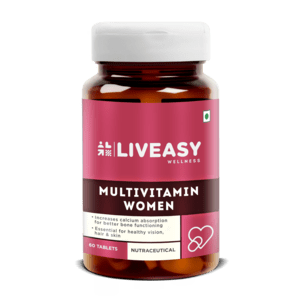 LIVEASY
WELLNESS
MULTIVITAMIN
WOMEN
• Increases calcium absorption
for better bone functioning
• Essential for healthy vision,
hair & skin
60 TABLETS
NUTRACEUTICAL